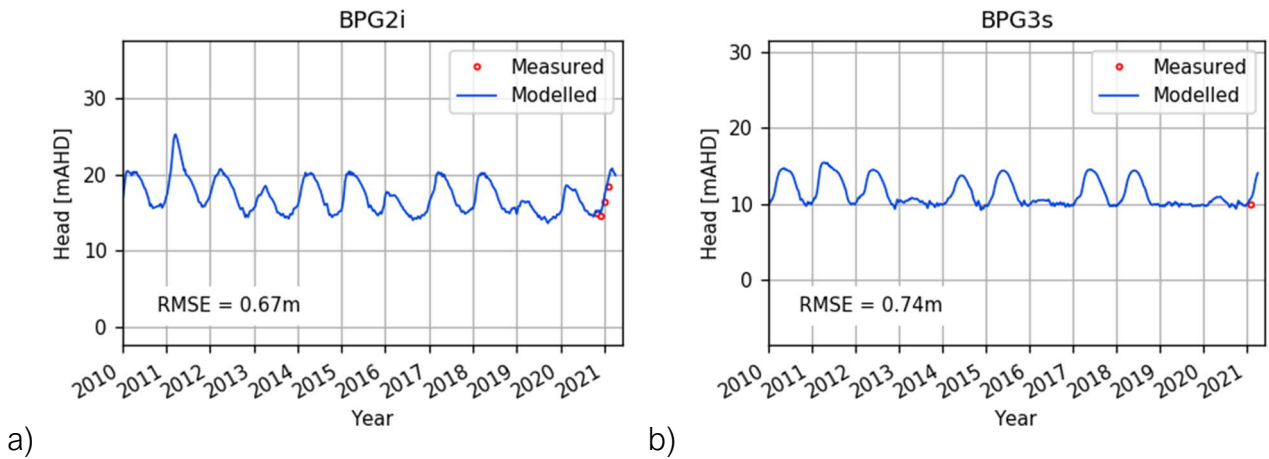 BPG2i
Measured
Modelled
Head [mAHD]
30
20
10
0
RMSE = 0.67m
2010 2011 2012 2013 2014 2015 2016 2017 2018 2019 2020 2021
Year
a)
BPG3s
Measured
Modelled
Head [mAHD]
30
20
10
0
RMSE = 0.74m
2010 2011 2012 2013 2014 2015 2016 2017 2018 2019 2020 2021
Year
b)